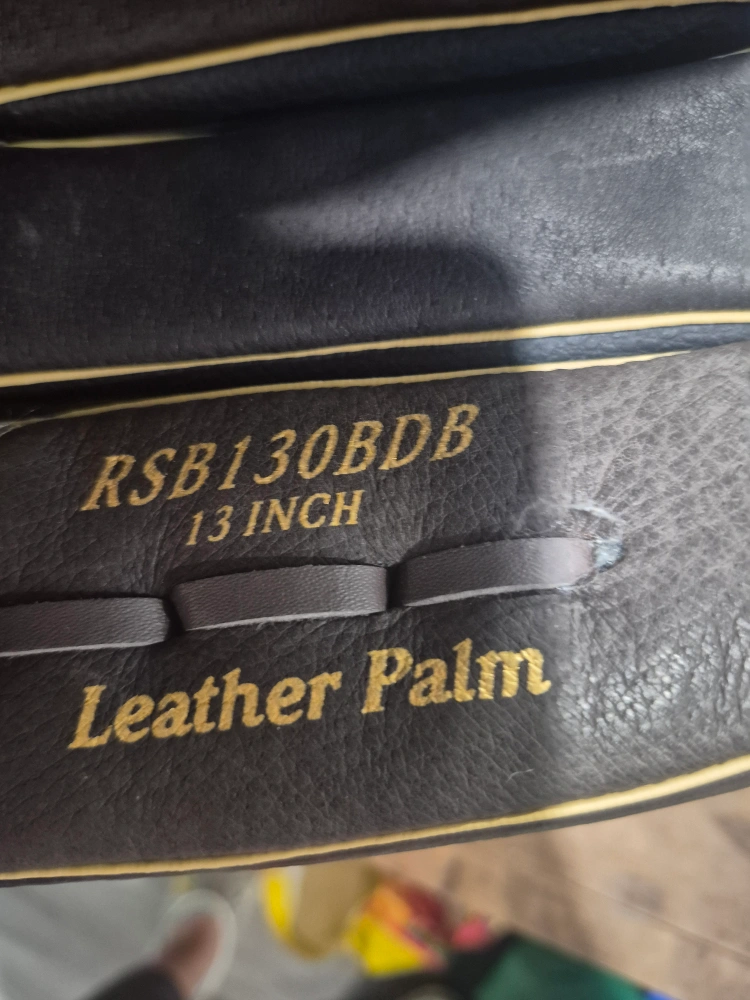 RSB130BDB
13 INCH
Leather Palm